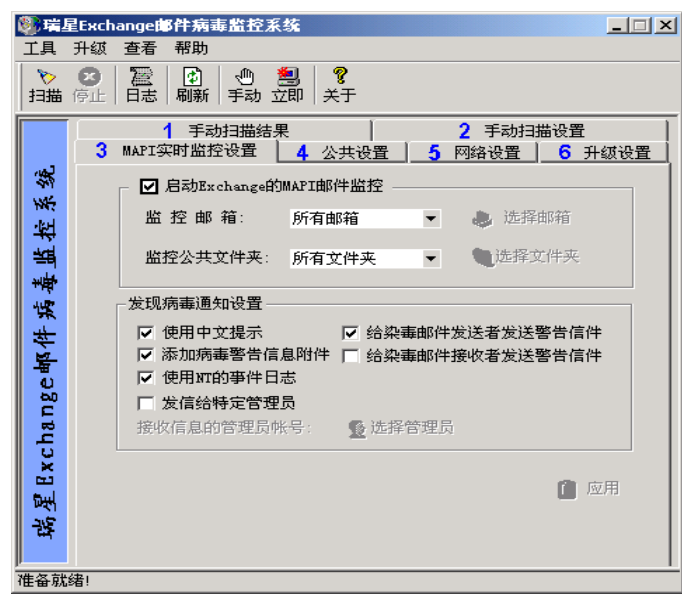 瑞星Exchange邮件病毒监控系统
工具 升级 查看 帮助
扫描 停止 日志 刷新 手动 立即 关于
1 手动扫描结果 2 手动扫描设置
3 MAPI实时监控设置 4 公共设置 5 网络设置 6 升级设置
瑞星Exchange邮件病毒监控系统
启动Exchange的MAPI邮件监控
监 控 邮 箱: 所有邮箱 选择邮箱
监控公共文件夹: 所有文件夹 选择文件夹
发现病毒通知设置
使用中文提示 给染毒邮件发送者发送警告信件
添加病毒警告信息附件 给染毒邮件接收者发送警告信件
使用NT的事件日志
发信给特定管理员
接收信息的管理员帐号: 选择管理员
应用
准备就绪!